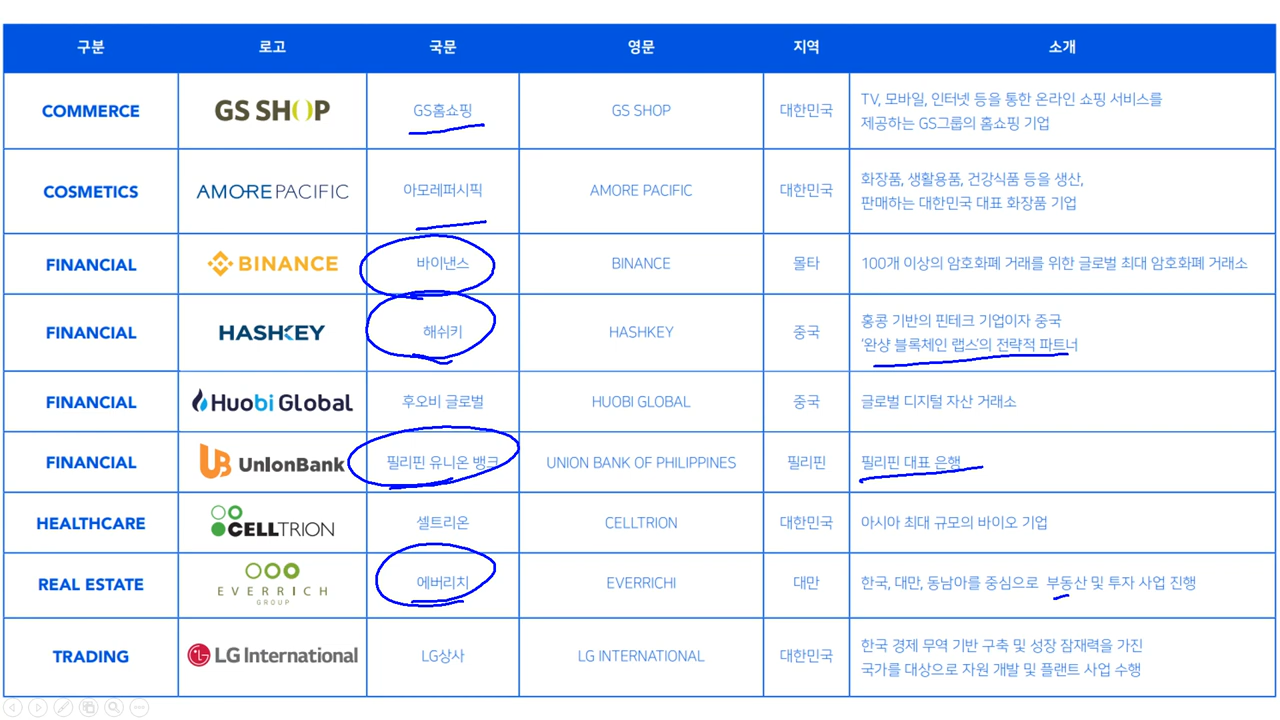 구분 로고 국문 영문 지역 소개
COMMERCE GS SHOP GS홈쇼핑 GS SHOP 대한민국 TV, 모바일, 인터넷 등을 통한 온라인 쇼핑 서비스를
제공하는 GS그룹의 홈쇼핑 기업
COSMETICS AMOREPACIFIC 아모레퍼시픽 AMORE PACIFIC 대한민국 화장품, 생활용품, 건강식품 등을 생산,
판매하는 대한민국 대표 화장품 기업
FINANCIAL BINANCE 바이낸스 BINANCE 몰타 100개 이상의 암호화폐 거래를 위한 글로벌 최대 암호화폐 거래소
FINANCIAL HASHKEY 해쉬키 HASHKEY 중국 홍콩 기반의 핀테크 기업이자 중국
'완샹 블록체인 랩스'의 전략적 파트너
FINANCIAL Huobi Global 후오비 글로벌 HUOBI GLOBAL 중국 글로벌 디지털 자산 거래소
FINANCIAL UB UnionBank 필리핀 유니온 뱅크 UNION BANK OF PHILIPPINES 필리핀 필리핀 대표 은행
HEALTHCARE CELLTRION 셀트리온 CELLTRION 대한민국 아시아 최대 규모의 바이오 기업
REAL ESTATE EVERRICH GROUP 에버리치 EVERRICHI 대만 한국, 대만, 동남아를 중심으로 부동산 및 투자 사업 진행
TRADING LG International LG상사 LG INTERNATIONAL 대한민국 한국 경제 무역 기반 구축 및 성장 잠재력을 가진
국가를 대상으로 자원 개발 및 플랜트 사업 수행